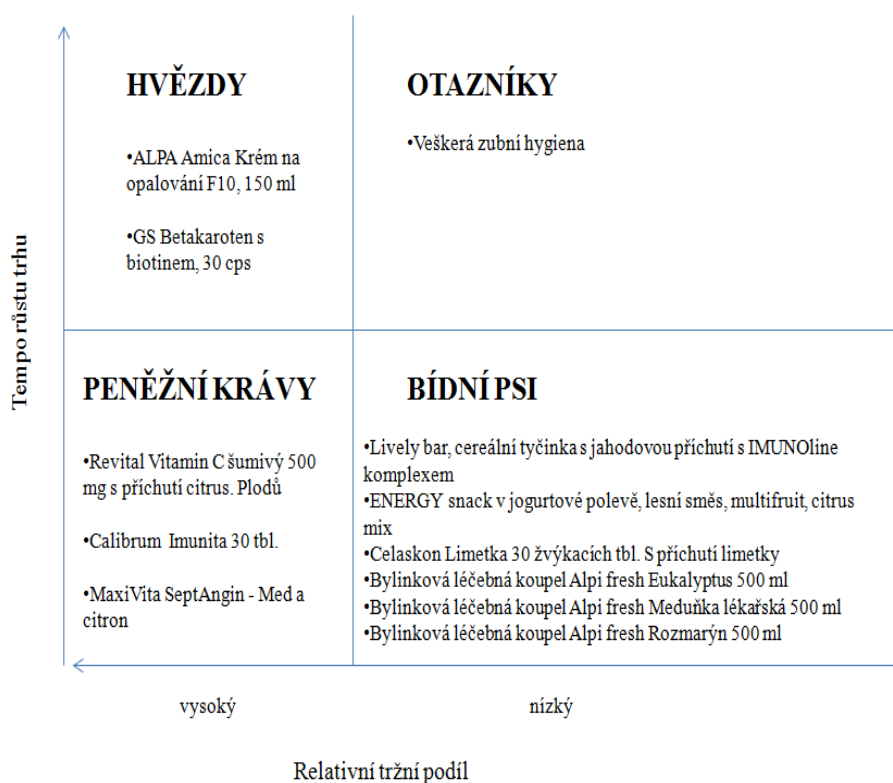 HVĚZDY
•ALPA Amica Krém na
opalování F10, 150 ml
•GS Betakaroten s
biotinem, 30 cps
OTAZNÍKY
•Veškerá zubní hygiena
Tempo růstu trhu
PENĚŽNÍ KRÁVY
•Revital Vitamin C šumivý 500
mg s příchutí citrus. Plodů
•Calibrum Imunita 30 tbl.
•MaxiVita SeptAngin - Med a
citron
BÍDNÍ PSI
•Lively bar, cereální tyčinka s jahodovou příchutí s IMUNOline
komplexem
•ENERGY snack v jogurtové polevě, lesní směs, multifruit, citrus
mix
•Celaskon Limetka 30 žvýkacích tbl. S příchutí limetky
•Bylinková léčebná koupel Alpi fresh Eukalyptus 500 ml
•Bylinková léčebná koupel Alpi fresh Meduňka lékařská 500 ml
•Bylinková léčebná koupel Alpi fresh Rozmarýn 500 ml
vysoký
nízký
Relativní tržní podíl